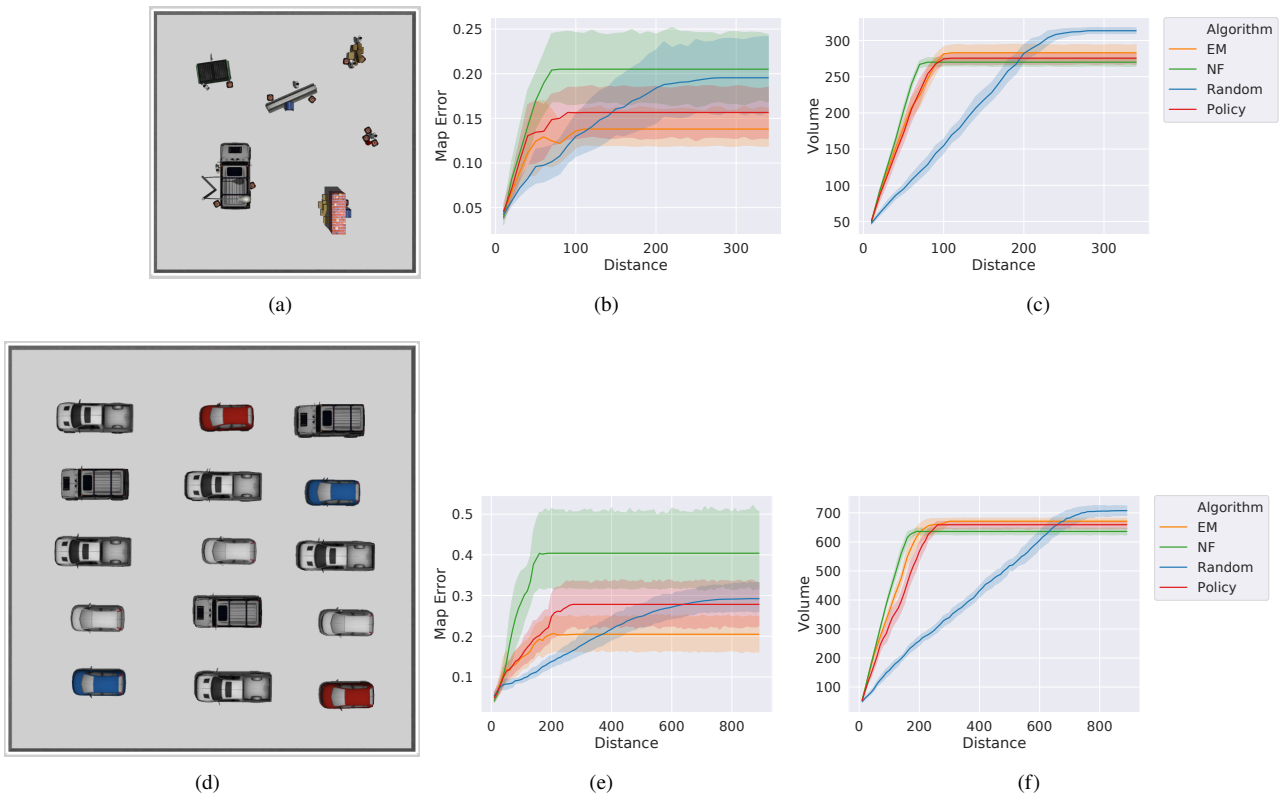 0.25
0.20
0.15
0.10
0.05
Map Error
0 100 200 300
Distance
300
250
200
150
100
50
Volume
0 100 200 300
Distance
Algorithm
EM
NF
Random
Policy
(a) (b) (c)
0.5
0.4
0.3
0.2
0.1
Map Error
0 200 400 600 800
Distance
700
600
500
400
300
200
100
Volume
0 200 400 600 800
Distance
Algorithm
EM
NF
Random
Policy
(d) (e) (f)